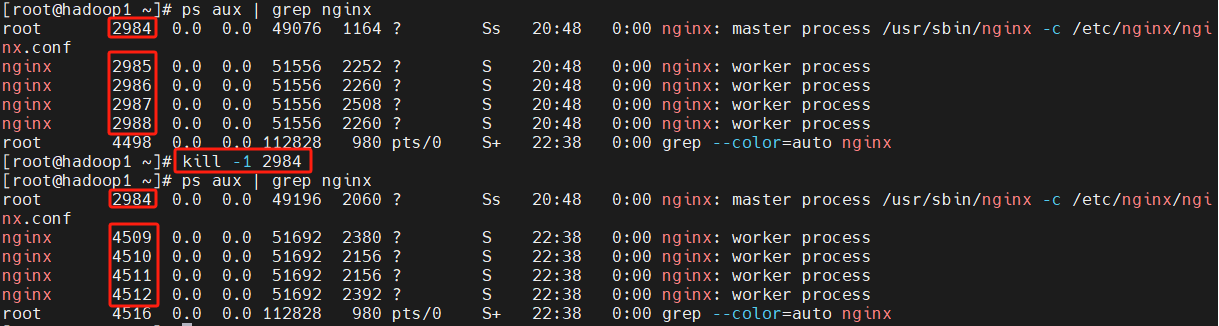 [root@hadoop1 ~]# ps aux | grep nginx
root      2984  0.0  0.0  49076  1164 ?        Ss   20:48   0:00 nginx: master process /usr/sbin/nginx -c /etc/nginx/ngi
nx.conf
nginx     2985  0.0  0.0  51556  2252 ?        S    20:48   0:00 nginx: worker process
nginx     2986  0.0  0.0  51556  2260 ?        S    20:48   0:00 nginx: worker process
nginx     2987  0.0  0.0  51556  2508 ?        S    20:48   0:00 nginx: worker process
nginx     2988  0.0  0.0  51556  2260 ?        S    20:48   0:00 nginx: worker process
root      4498  0.0  0.0 112828   980 pts/0    S+   22:38   0:00 grep --color=auto nginx
[root@hadoop1 ~]# kill -1 2984
[root@hadoop1 ~]# ps aux | grep nginx
root      2984  0.0  0.0  49196  2060 ?        Ss   20:48   0:00 nginx: master process /usr/sbin/nginx -c /etc/nginx/ngi
nx.conf
nginx     4509  0.0  0.0  51692  2380 ?        S    22:38   0:00 nginx: worker process
nginx     4510  0.0  0.0  51692  2156 ?        S    22:38   0:00 nginx: worker process
nginx     4511  0.0  0.0  51692  2156 ?        S    22:38   0:00 nginx: worker process
nginx     4512  0.0  0.0  51692  2392 ?        S    22:38   0:00 nginx: worker process
root      4516  0.0  0.0 112828   980 pts/0    S+   22:38   0:00 grep --color=auto nginx